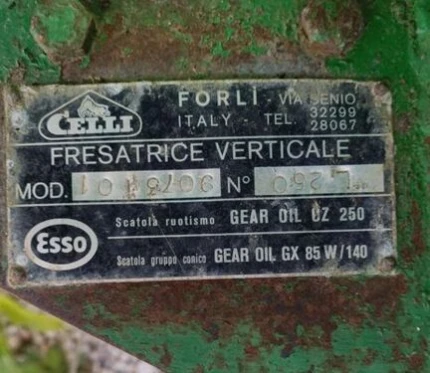 CELLI
FORLÌ - VIA SENIO
ITALY - TEL. 32299
28067
FRESATRICE VERTICALE
MOD. N°
Esso
Scatola ruotismo GEAR OIL UZ 250
Scatola gruppo conico GEAR OIL GX 85 W/140